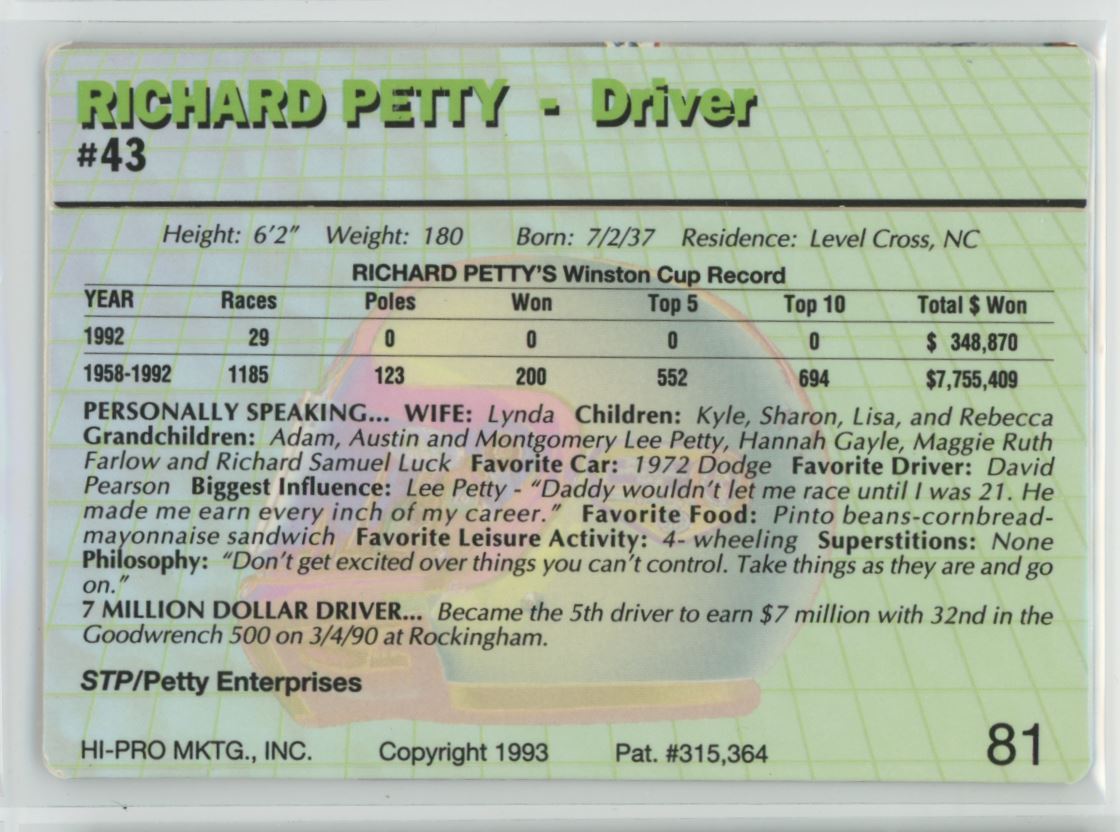 RICHARD PETTY - Driver
#43
Height: 6'2" Weight: 180 Born: 7/2/37 Residence: Level Cross, NC
RICHARD PETTY'S Winston Cup Record
YEAR Races Poles Won Top 5 Top 10 Total $ Won
1992 29 0 0 0 0 $ 348,870
1958-1992 1185 123 200 552 694 $7,755,409
PERSONALLY SPEAKING... WIFE: Lynda Children: Kyle, Sharon, Lisa, and Rebecca
Grandchildren: Adam, Austin and Montgomery Lee Petty, Hannah Gayle, Maggie Ruth
Farlow and Richard Samuel Luck Favorite Car: 1972 Dodge Favorite Driver: David
Pearson Biggest Influence: Lee Petty - "Daddy wouldn't let me race until I was 21. He
made me earn every inch of my career." Favorite Food: Pinto beans-cornbread-
mayonnaise sandwich Favorite Leisure Activity: 4- wheeling Superstitions: None
Philosophy: "Don't get excited over things you can't control. Take things as they are and go
on."
7 MILLION DOLLAR DRIVER... Became the 5th driver to earn $7 million with 32nd in the
Goodwrench 500 on 3/4/90 at Rockingham.
STP/Petty Enterprises
HI-PRO MKTG., INC. Copyright 1993 Pat. #315,364 81